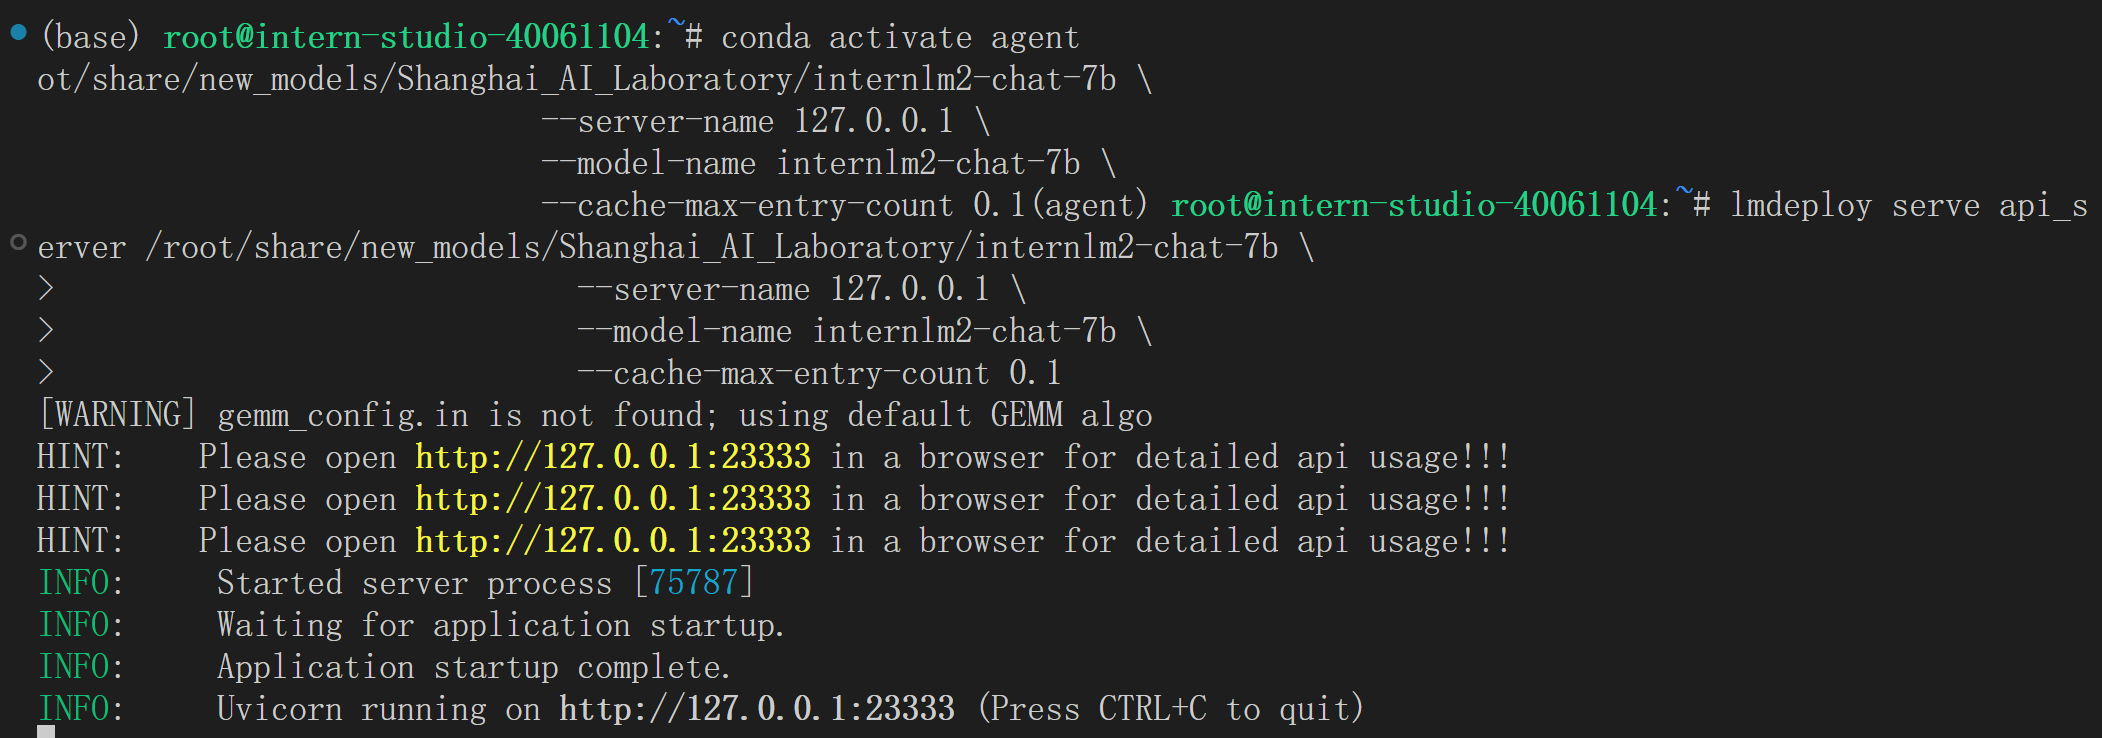 (base) root@intern-studio-40061104:~# conda activate agent
ot/share/new_models/Shanghai_AI_Laboratory/internlm2-chat-7b \
                            --server-name 127.0.0.1 \
                            --model-name internlm2-chat-7b \
                            --cache-max-entry-count 0.1(agent) root@intern-studio-40061104:~# lmdeploy serve api_s
erver /root/share/new_models/Shanghai_AI_Laboratory/internlm2-chat-7b \
>                             --server-name 127.0.0.1 \
>                             --model-name internlm2-chat-7b \
>                             --cache-max-entry-count 0.1
[WARNING] gemm_config.in is not found; using default GEMM algo
HINT:    Please open http://127.0.0.1:23333 in a browser for detailed api usage!!!
HINT:    Please open http://127.0.0.1:23333 in a browser for detailed api usage!!!
HINT:    Please open http://127.0.0.1:23333 in a browser for detailed api usage!!!
INFO:     Started server process [75787]
INFO:     Waiting for application startup.
INFO:     Application startup complete.
INFO:     Uvicorn running on http://127.0.0.1:23333 (Press CTRL+C to quit)